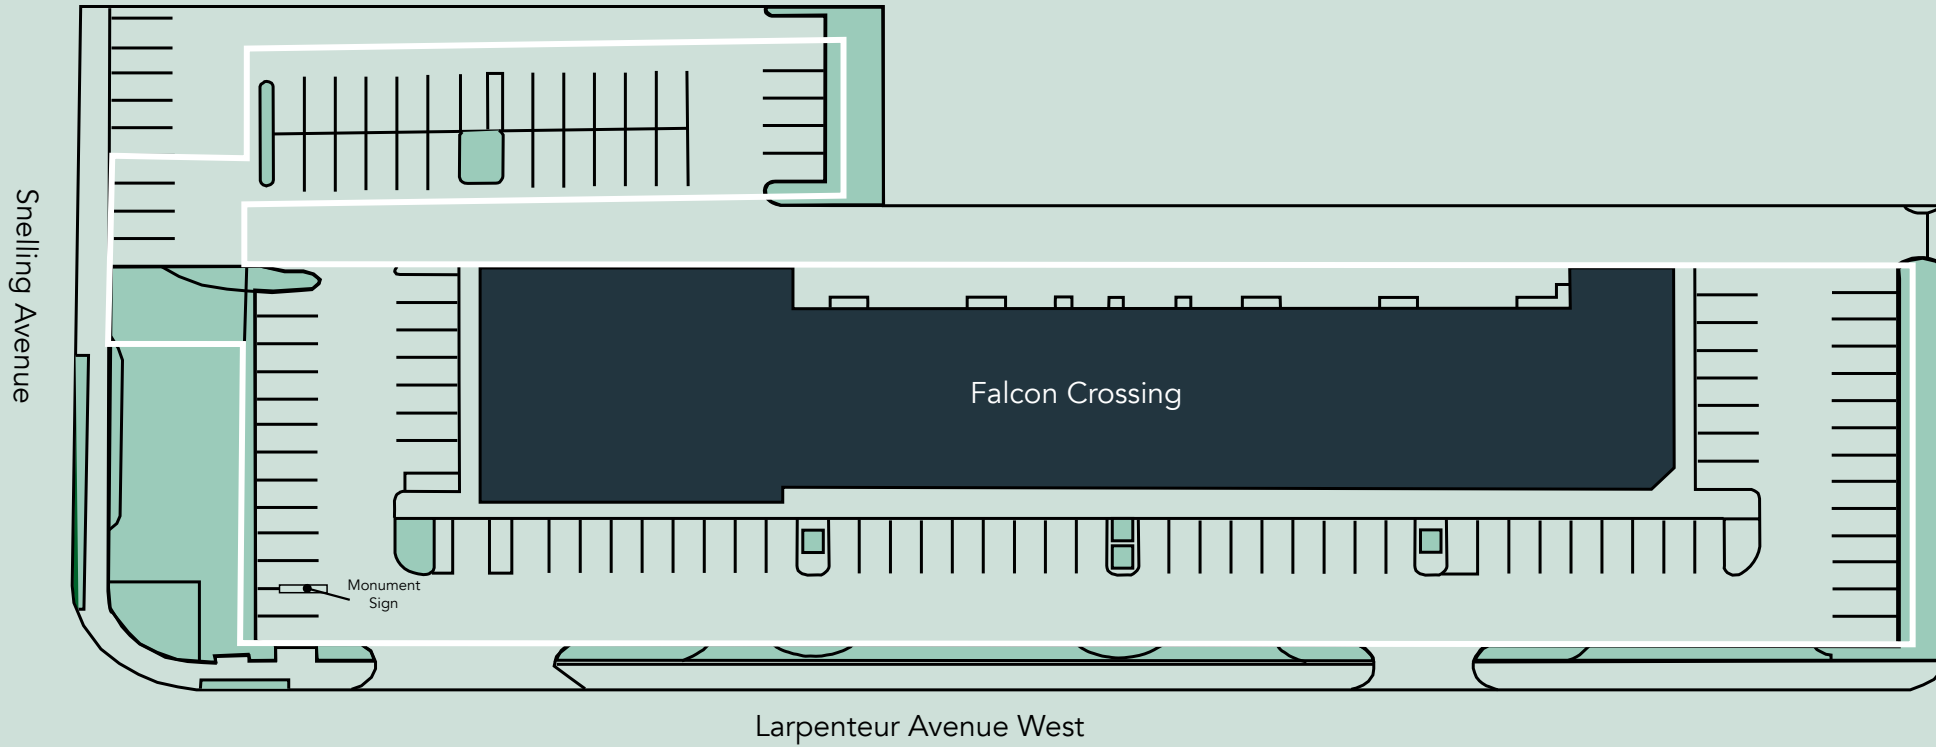 Snelling Avenue
Falcon Crossing
Monument
Sign
Larpenteur Avenue West